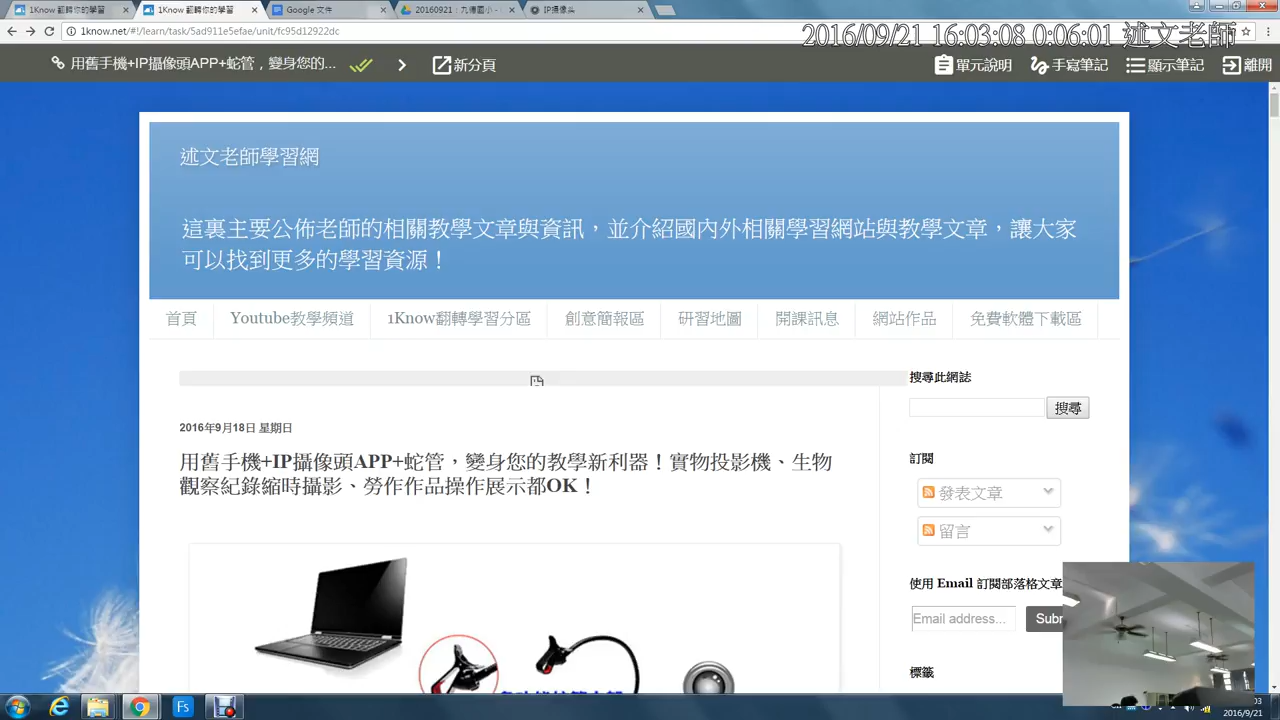 1Know 翻轉你的學習
1Know 翻轉你的學習
Google 文件
20160921：九德國小 -
IP攝像头
1know.net/#!/learn/task/5ad911e5efae/unit/fc95d12922dc
2016/09/21 16:03:08 0:06:01 述文老師
用舊手機+IP攝像頭APP+蛇管，變身您的...
新分頁
單元說明
手寫筆記
顯示筆記
離開
述文老師學習網
這裏主要公佈老師的相關教學文章與資訊，並介紹國內外相關學習網站與教學文章，讓大家
可以找到更多的學習資源！
首頁
Youtube教學頻道
1Know翻轉學習分區
創意簡報區
研習地圖
開課訊息
網站作品
免費軟體下載區
搜尋此網誌
搜尋
2016年9月18日 星期日
用舊手機+IP攝像頭APP+蛇管，變身您的教學新利器！實物投影機、生物
觀察紀錄縮時攝影、勞作作品操作展示都OK！
訂閱
發表文章
留言
使用 Email 訂閱部落格文章
Email address...
Subr
標籤
Fs
2016/9/21